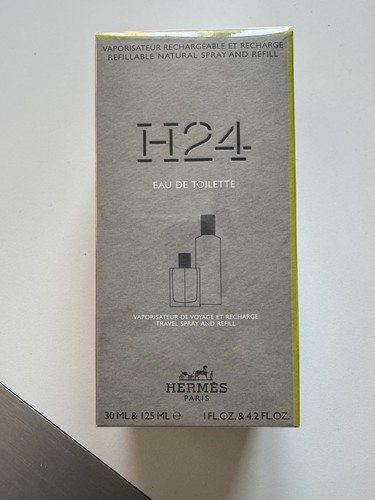 VAPORISATEUR RECHARGEABLE ET RECHARGE
REFILLABLE NATURAL SPRAY AND REFILL
H24
EAU DE TOILETTE
VAPORISATEUR DE VOYAGE ET RECHARGE
TRAVEL SPRAY AND REFILL
HERMÈS
PARIS
30 ML & 125 ML ℮ 1 FL.OZ. & 4.2 FL.OZ.